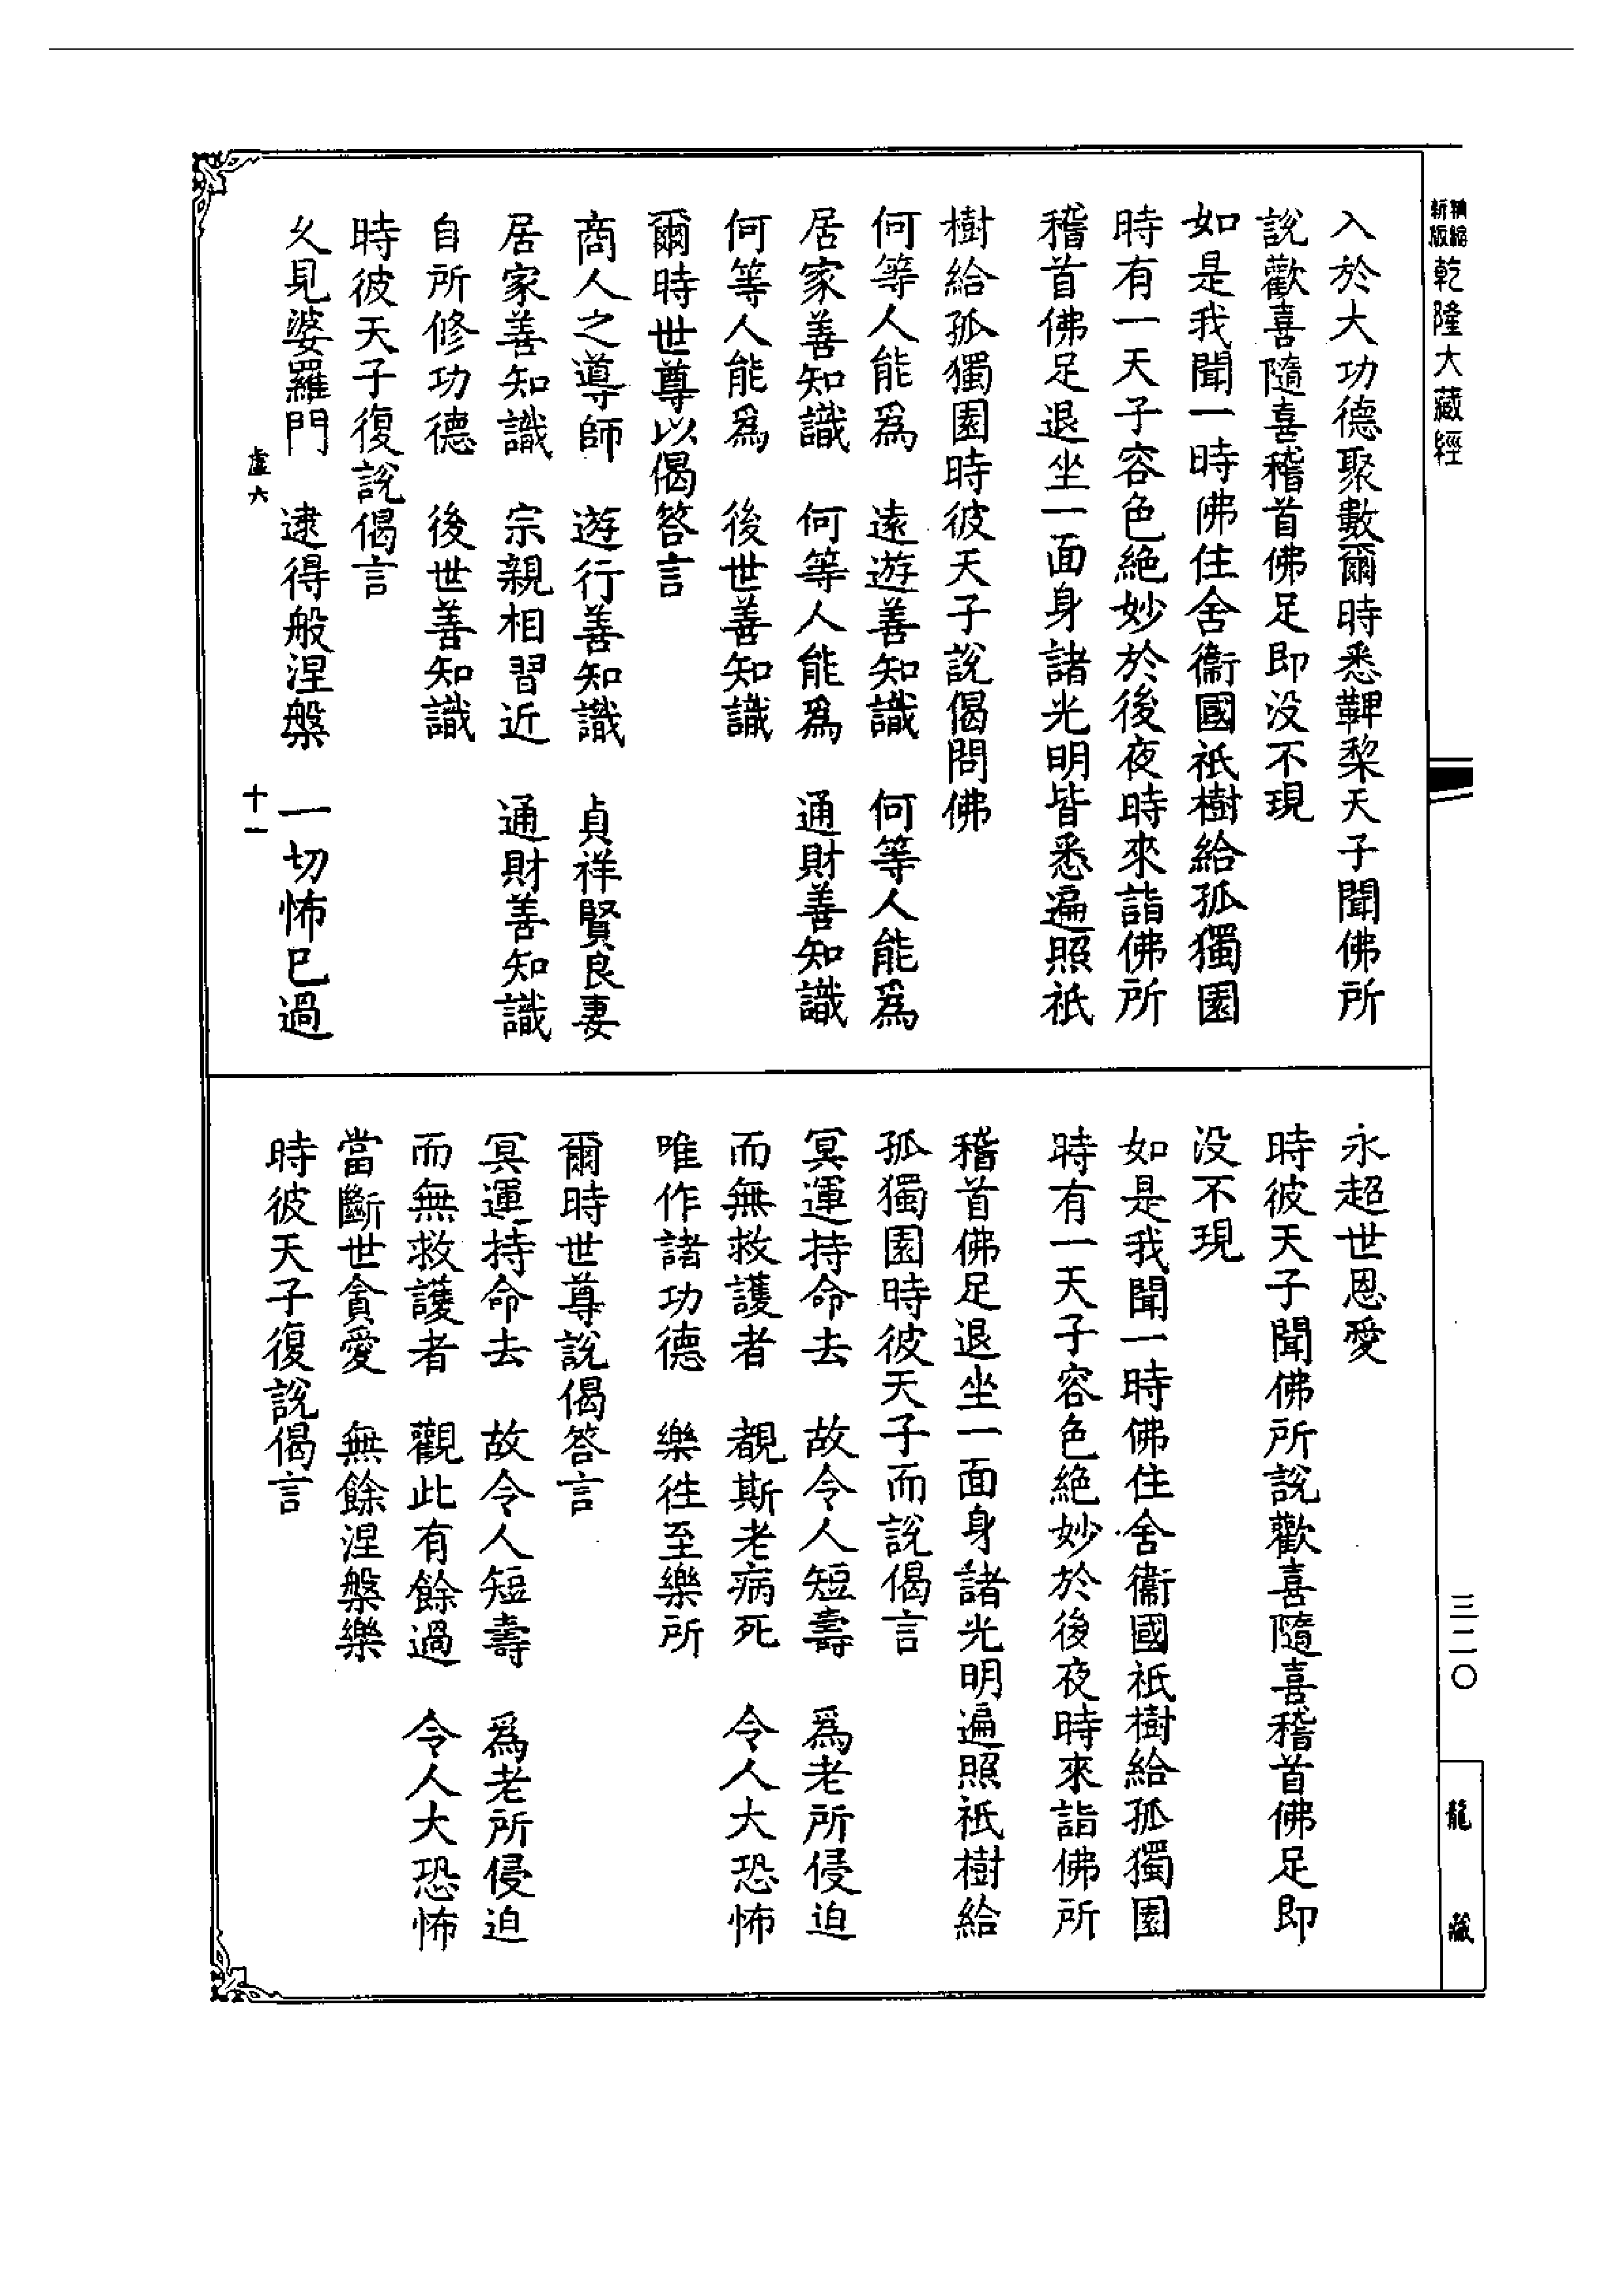 新版精縮乾隆大藏經
入於大功德聚數爾時悉鞞棃天子聞佛所
說歡喜隨喜稽首佛足即没不現
如是我聞一時佛住舍衞國祇樹給孤獨園
時有一天子容色絶妙於後夜時來詣佛所
稽首佛足退坐一面身諸光明皆悉遍照祇
樹給孤獨園時彼天子說偈問佛
何等人能爲　遠遊善知識　何等人能爲
居家善知識　何等人能爲　通財善知識
何等人能爲　後世善知識
爾時世尊以偈答言
商人之導師　遊行善知識　貞祥賢良妻
居家善知識　宗親相習近　通財善知識
自所修功德　後世善知識
時彼天子復說偈言
久見婆羅門　逮得般涅槃　一切怖已過
盧六　十一
永超世恩愛
時彼天子聞佛所說歡喜隨喜稽首佛足即
没不現
如是我聞一時佛住舍衞國祇樹給孤獨園
時有一天子容色絶妙於後夜時來詣佛所
稽首佛足退坐一面身諸光明遍照祇樹給
孤獨園時彼天子而說偈言
冥運持命去　故令人短壽　爲老所侵迫
而無救護者　覩斯老病死　令人大恐怖
唯作諸功德　樂徃至樂所
爾時世尊說偈答言
冥運持命去　故令人短壽　爲老所侵迫
而無救護者　觀此有餘過　令人大恐怖
當斷世貪愛　無餘涅槃樂
時彼天子復說偈言
三二〇
龍藏